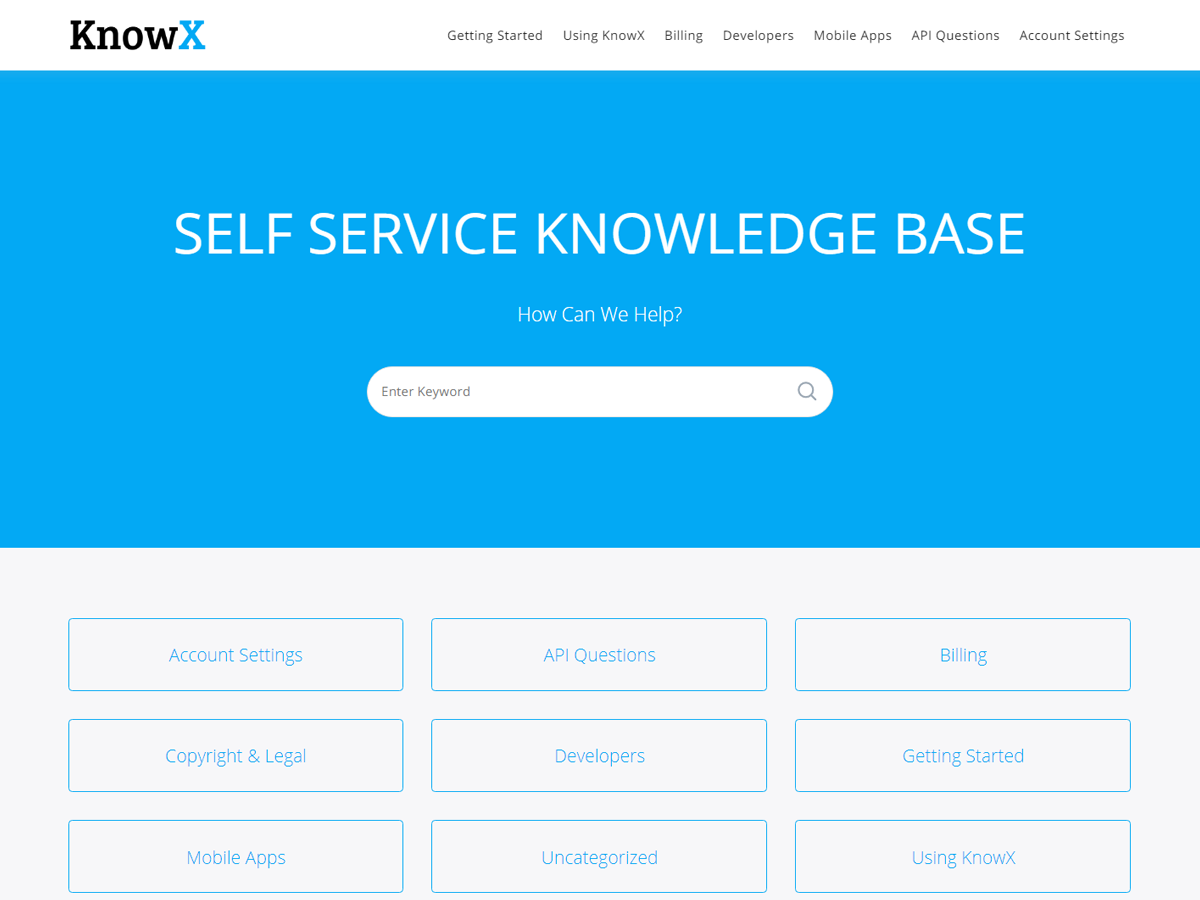 KnowX
Getting Started Using KnowX Billing Developers Mobile Apps API Questions Account Settings
SELF SERVICE KNOWLEDGE BASE
How Can We Help?
Enter Keyword
Account Settings API Questions Billing
Copyright & Legal Developers Getting Started
Mobile Apps Uncategorized Using KnowX